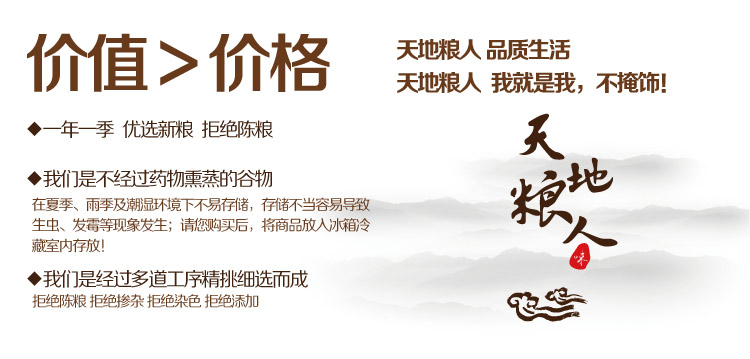 价值>价格
天地粮人 品质生活
天地粮人 我就是我，不掩饰!
◆一年一季 优选新粮 拒绝陈粮
◆我们是不经过药物熏蒸的谷物
在夏季、雨季及潮湿环境下不易存储，存储不当容易导致
生虫、发霉等现象发生；请您购买后，将商品放入冰箱冷
藏室内存放!
◆我们是经过多道工序精挑细选而成
拒绝陈粮 拒绝掺杂 拒绝染色 拒绝添加
天地粮人
味